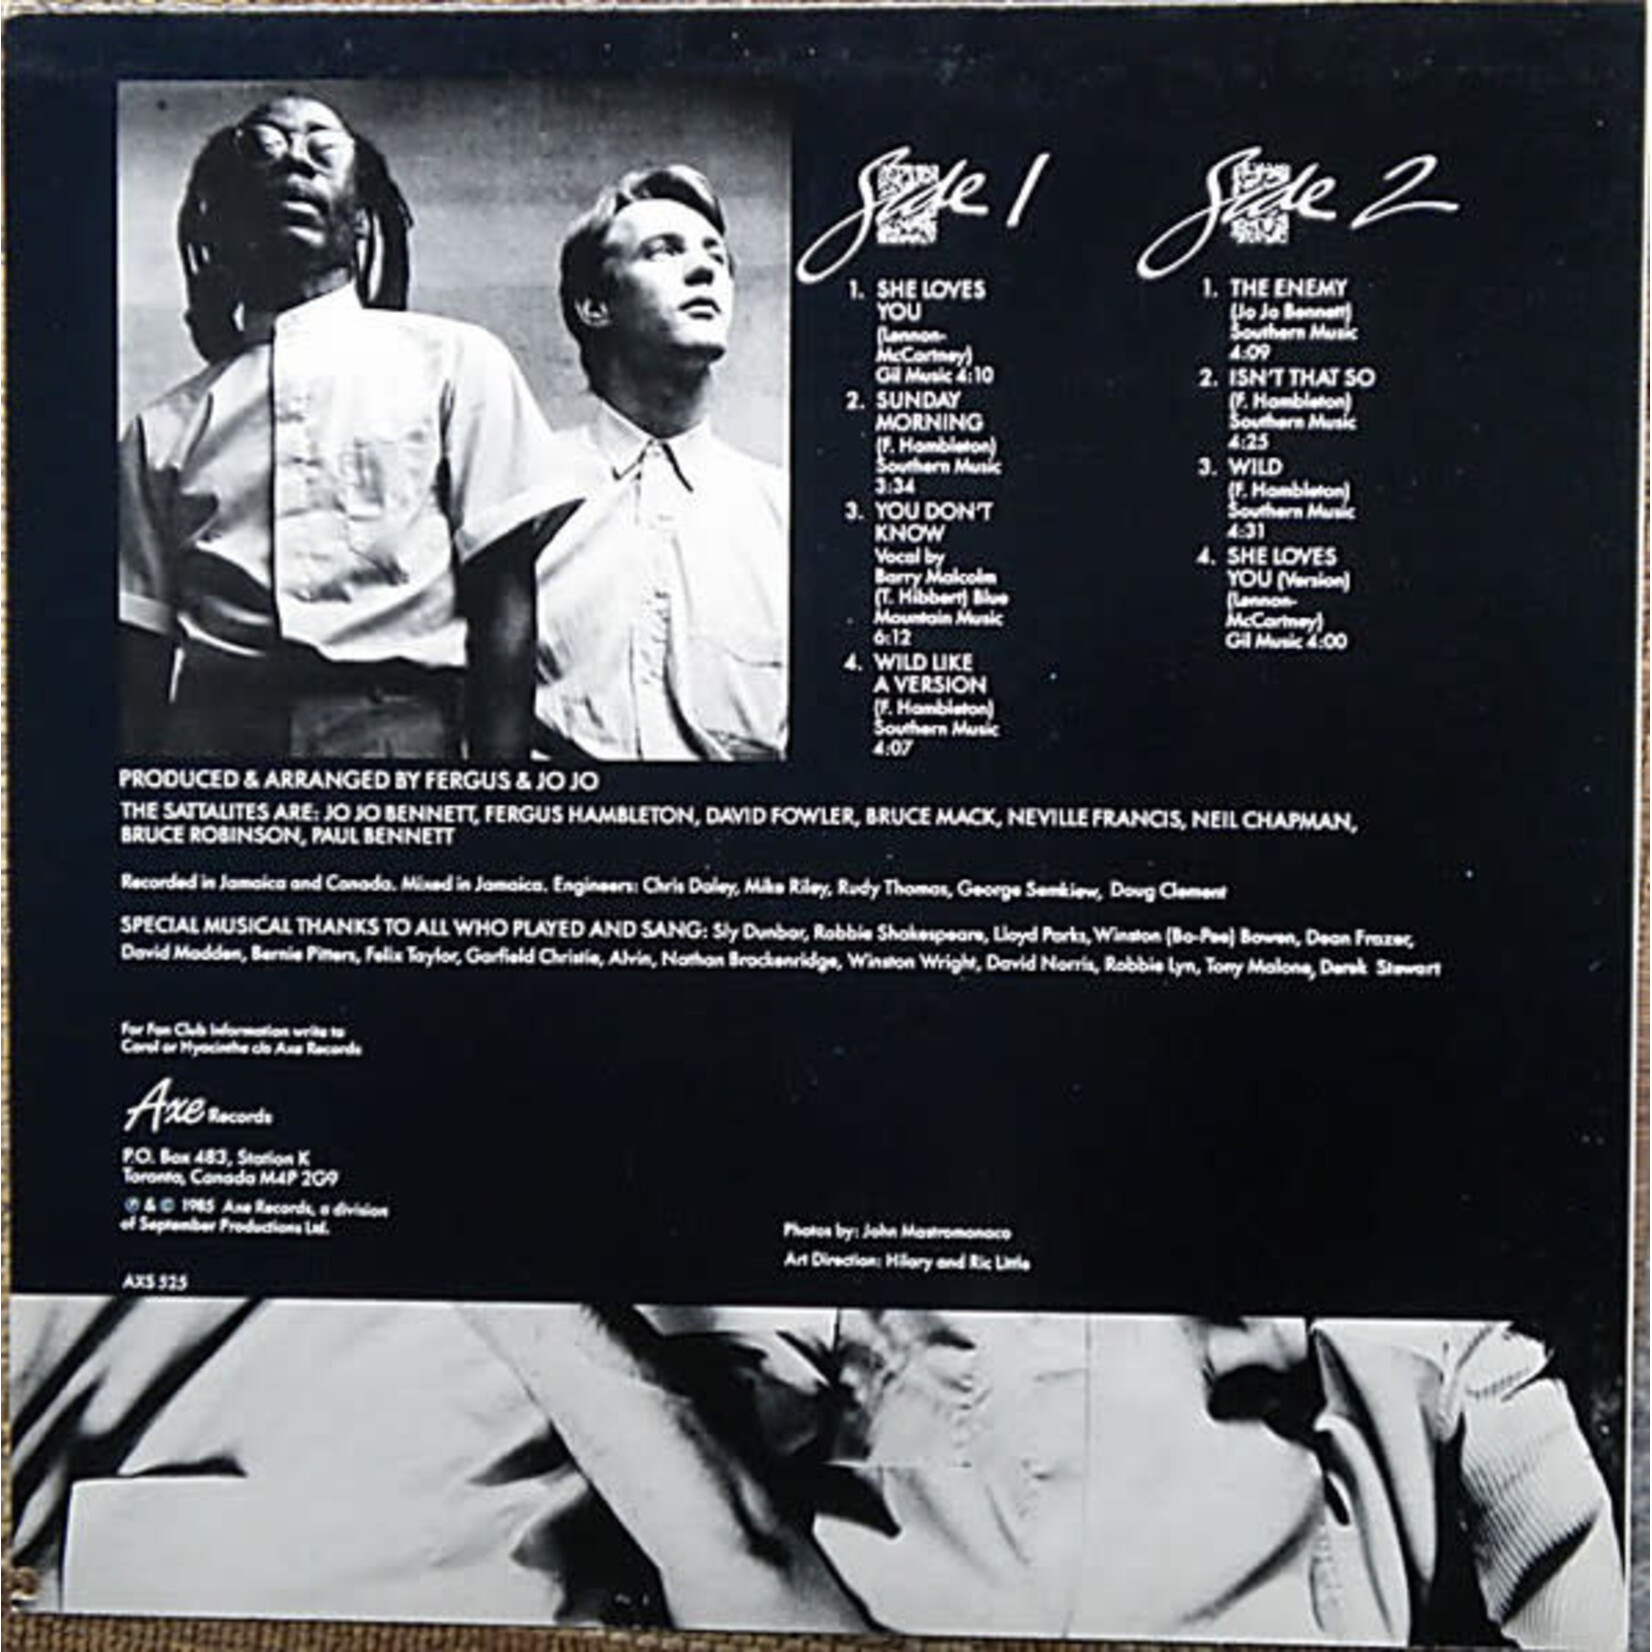 Side 1
1. SHE LOVES
YOU
(Lennon-
McCartney)
Gil Music 4:10
2. SUNDAY
MORNING
(F. Hambleton)
Southern Music
3:34
3. YOU DON'T
KNOW
Vocal by
Barry Malcolm
(T. Hibbert) Blue
Mountain Music
6:12
4. WILD LIKE
A VERSION
(F. Hambleton)
Southern Music
4:07
Side 2
1. THE ENEMY
(Jo Jo Bennett)
Southern Music
4:09
2. ISN'T THAT SO
(F. Hambleton)
Southern Music
4:25
3. WILD
(F. Hambleton)
Southern Music
4:31
4. SHE LOVES
YOU (Version)
(Lennon-
McCartney)
Gil Music 4:00
PRODUCED & ARRANGED BY FERGUS & JO JO
THE SATTALITES ARE: JO JO BENNETT, FERGUS HAMBLETON, DAVID FOWLER, BRUCE MACK, NEVILLE FRANCIS, NEIL CHAPMAN,
BRUCE ROBINSON, PAUL BENNETT
Recorded in Jamaica and Canada. Mixed in Jamaica. Engineers: Chris Daley, Mike Riley, Rudy Thomas, George Semkiew, Doug Clement
SPECIAL MUSICAL THANKS TO ALL WHO PLAYED AND SANG: Sly Dunbar, Robbie Shakespeare, Lloyd Parks, Winston (Bo-Pee) Bowen, Dean Frazer,
David Madden, Bernie Pitters, Felix Taylor, Garfield Christie, Alvin, Nathan Brackenridge, Winston Wright, David Norris, Robbie Lyn, Tony Malone, Derek Stewart
For Fan Club Information write to
Carol or Hyacinthe c/o Axe Records
Axe Records
P.O. Box 483, Station K
Toronto, Canada M4P 2G9
℗ & © 1985 Axe Records, a division
of September Productions Ltd.
Photos by: John Mastromonaco
Art Direction: Hilary and Ric Little
AXS 525